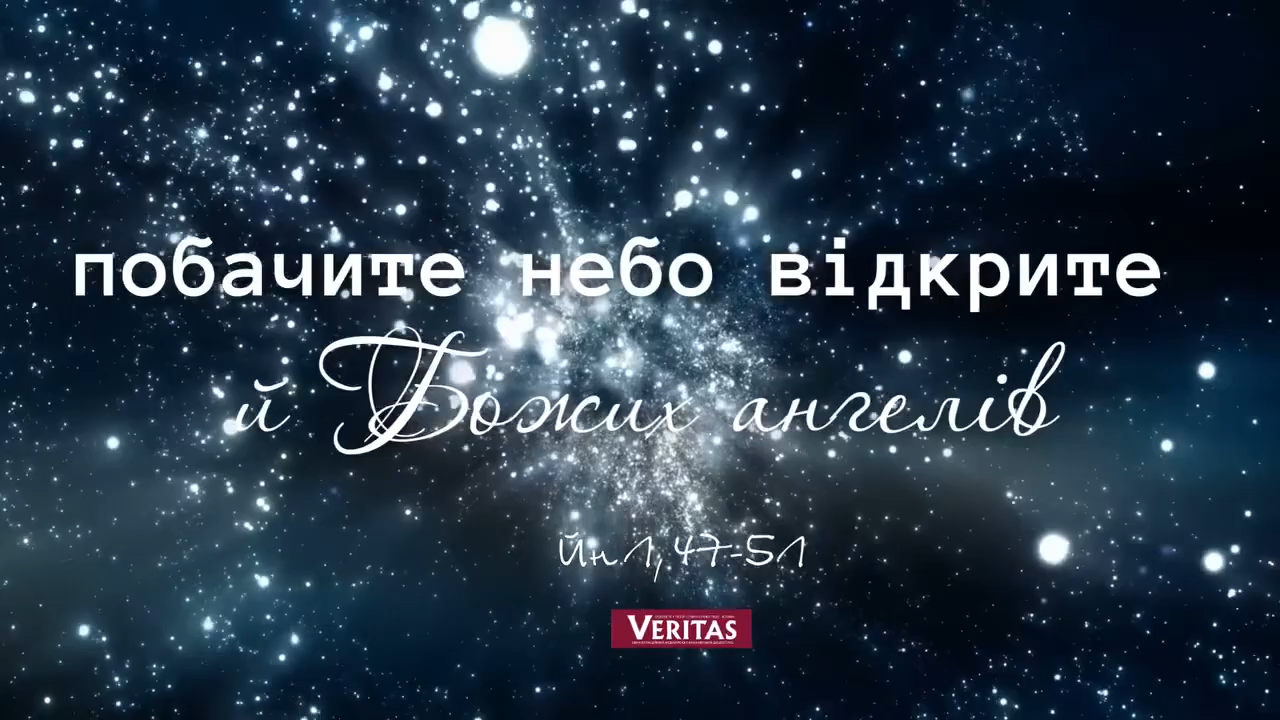 побачите небо відкрите
й Божих ангелів
Йн.1, 47-51
VERITAS